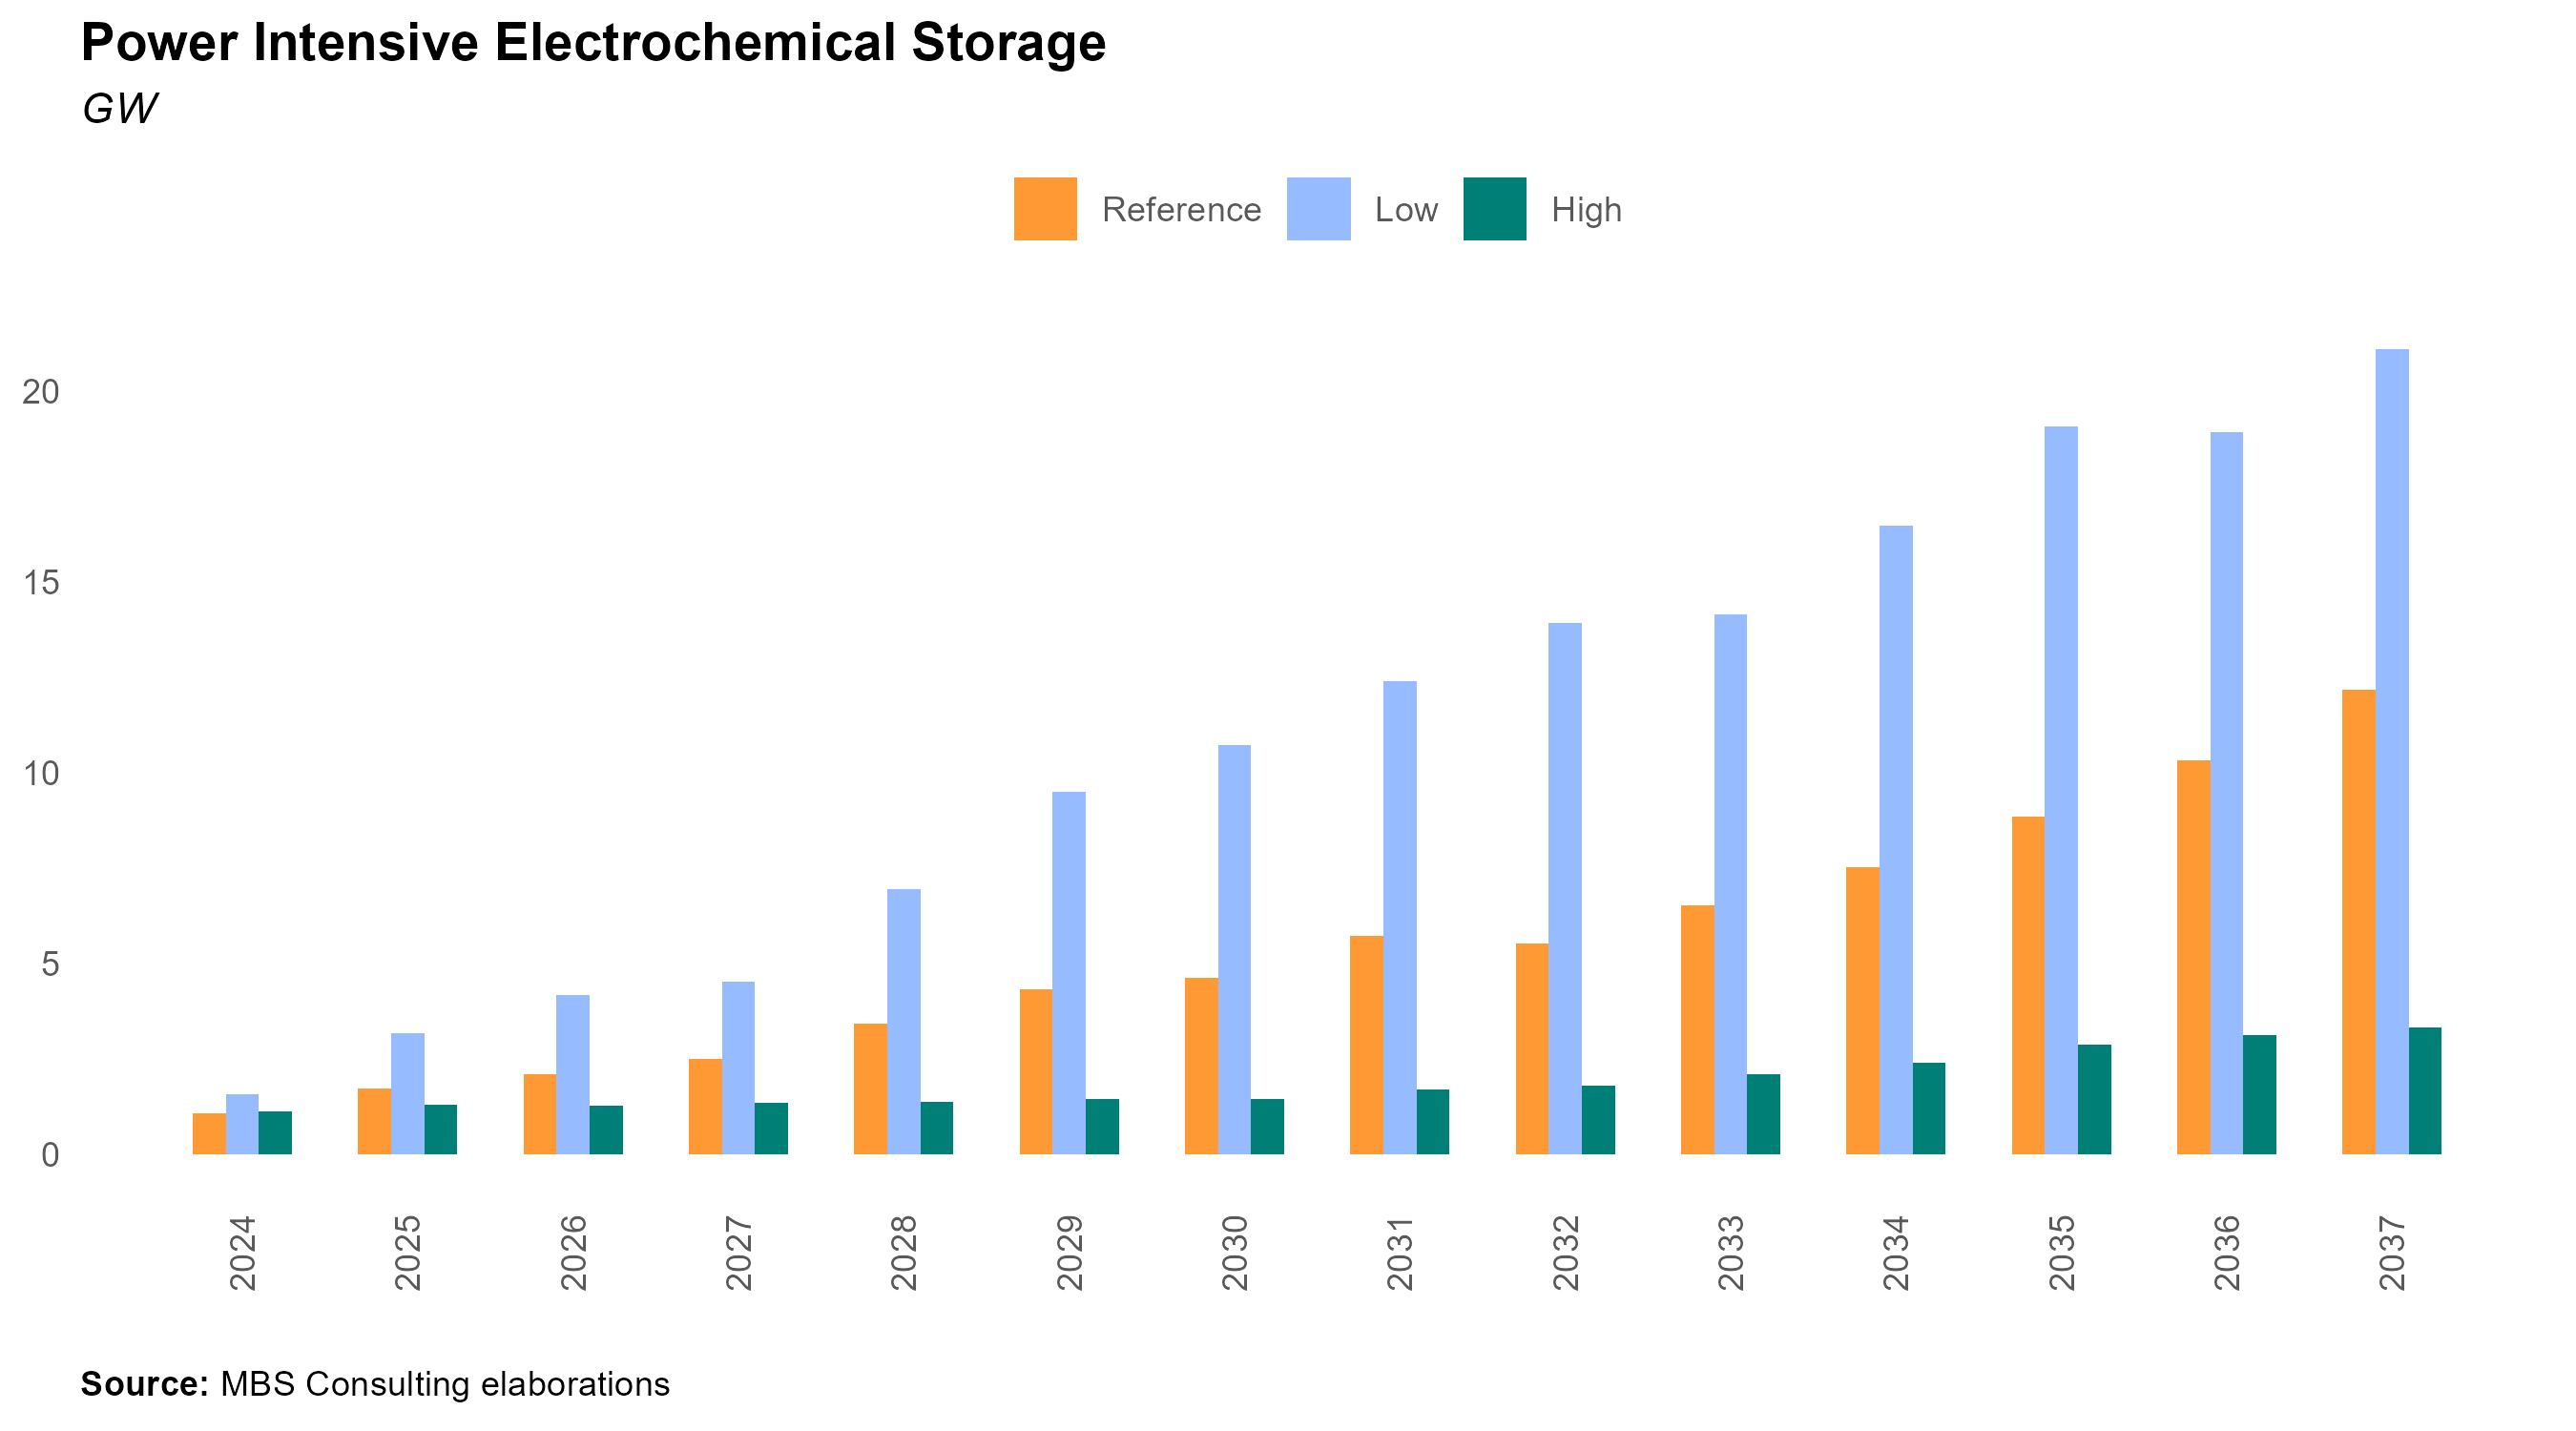 Power Intensive Electrochemical Storage
GW
Reference Low High
20
15
10
5
0
2024 2025 2026 2027 2028 2029 2030 2031 2032 2033 2034 2035 2036 2037
Source: MBS Consulting elaborations